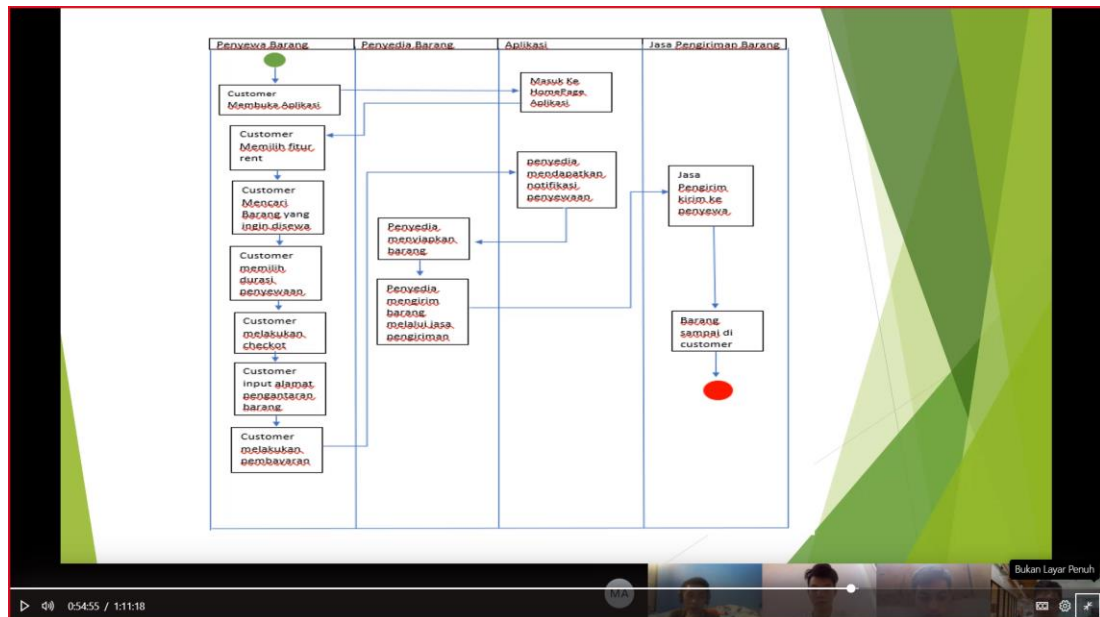 Penyewa Barang
Penyedia Barang
Aplikasi
Jasa Pengirimap Barang
Customer
Membuka Aplikasi
Masuk Ke
HomePage
Aplikasi
Customer
Memilih fitur
rent
Customer
Mencari
Barang yang
ingin disewa
Customer
memilih
durasi
penyewaan
Customer
melakukan
checkot
Customer
input alamat
pengantaran
barang
Customer
melakukan
pembayaran
penyedia
mendapatkan
notifikasi
penyewaan
Penyedia
menyiapkan
barang
Penyedia
mengirim
barang
melalui jasa
pengiriman
Jasa
Pengirim
kirim ke
penyewa
Barang
sampai di
customer
Bukan Layar Penuh
MA
0:54:55 / 1:11:18
CC